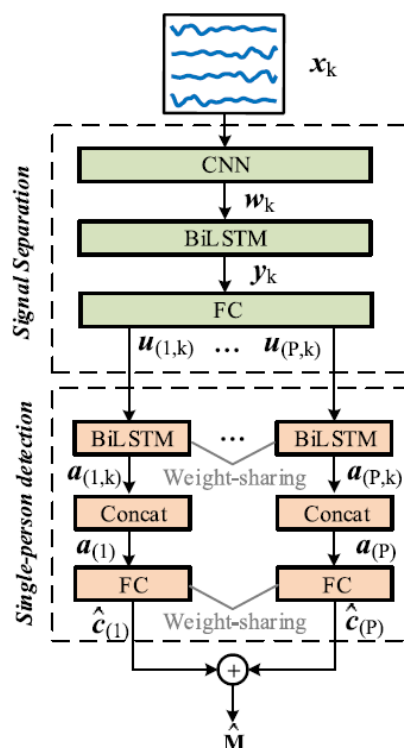 x_k
Signal Separation
CNN
w_k
BiLSTM
y_k
FC
u_(1,k) ... u_(P,k)
Single-person detection
BiLSTM ... BiLSTM
a_(1,k) Weight-sharing a_(P,k)
Concat Concat
a_(1) a_(P)
FC FC
ĉ_(1) Weight-sharing ĉ_(P)
+
M̂